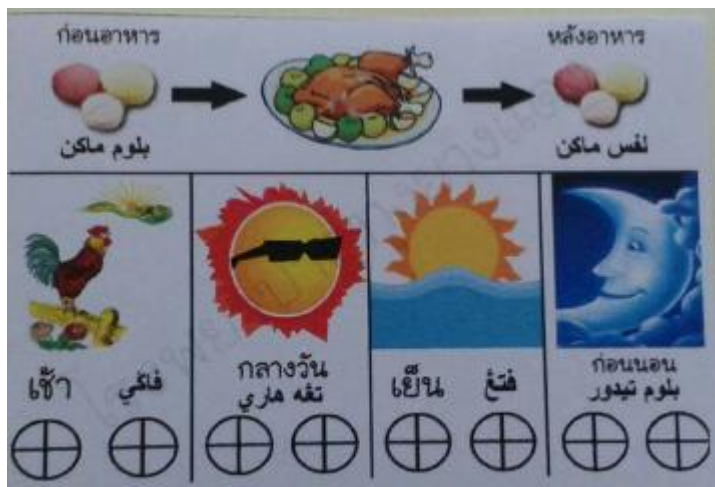 ก่อนอาหาร
หลังอาหาร
بلوم ماكن
لفس ماكن
เช้า فاݢي
กลางวัน
تڠه هاري
เย็น فتڠ
ก่อนนอน
بلوم تيدور